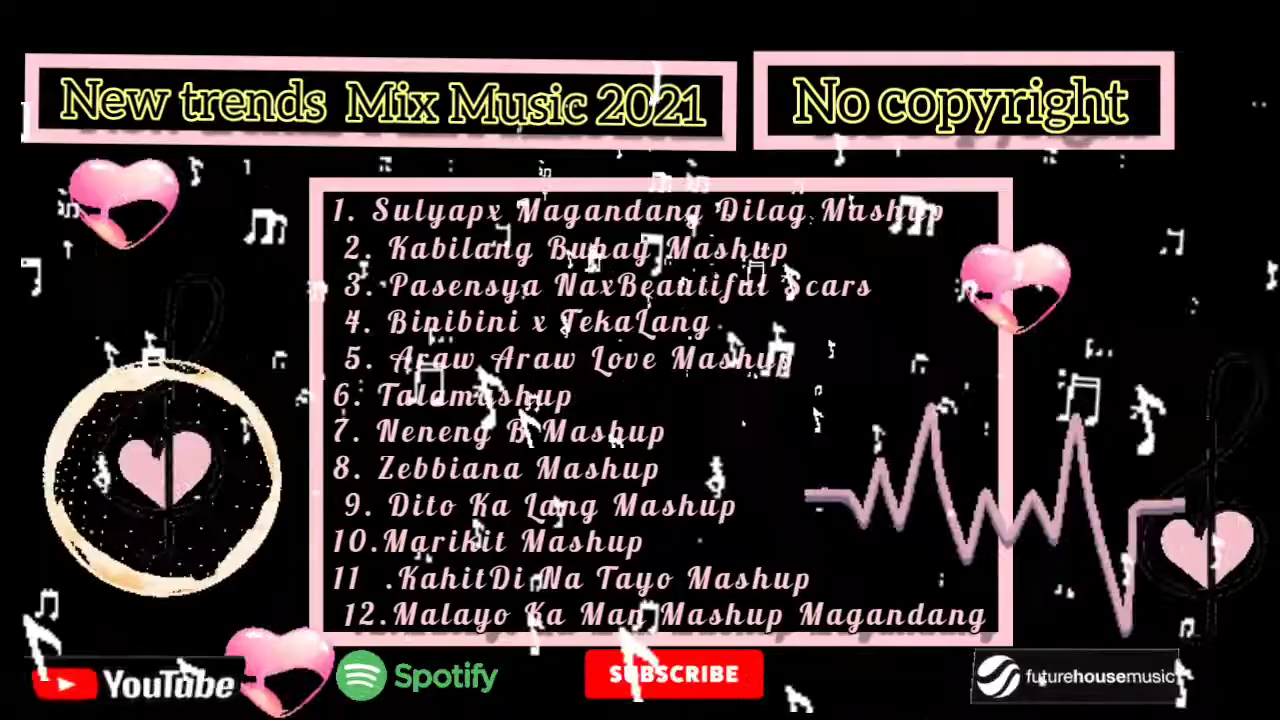 New trends Mix Music 2021
No copyright
1. Sulyapx Magandang Dilag Mashup
2. Kabilang Buhay Mashup
3. Pasensya NaxBeautiful Scars
4. Binibini x TekaLang
5. Araw Araw Love Mashup
6. Talamashup
7. Neneng B Mashup
8. Zebbiana Mashup
9. Dito Ka Lang Mashup
10.Marikit Mashup
11 .KahitDi Na Tayo Mashup
12.Malayo Ka Man Mashup Magandang
YouTube
Spotify
SUBSCRIBE
futurehousemusic